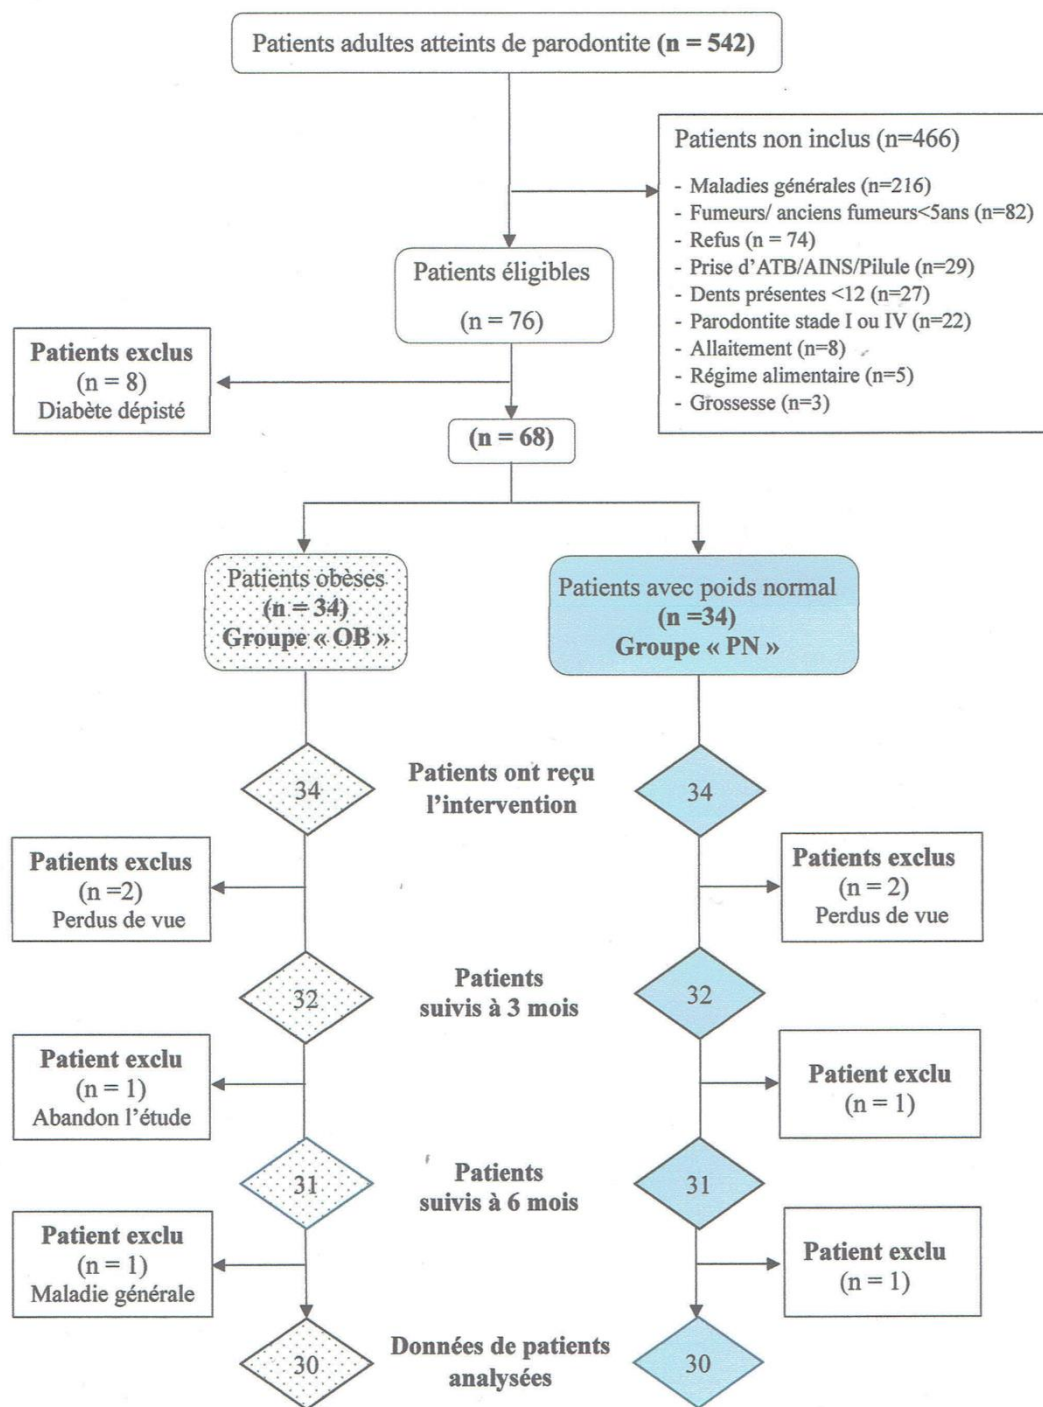 Patients adultes atteints de parodontite (n = 542)
Patients non inclus (n=466)
- Maladies générales (n=216)
- Fumeurs/ anciens fumeurs<5ans (n=82)
- Refus (n = 74)
- Prise d'ATB/AINS/Pilule (n=29)
- Dents présentes <12 (n=27)
- Parodontite stade I ou IV (n=22)
- Allaitement (n=8)
- Régime alimentaire (n=5)
- Grossesse (n=3)
Patients éligibles
(n = 76)
Patients exclus
(n = 8)
Diabète dépisté
(n = 68)
Patients obèses
(n = 34)
Groupe « OB »
Patients avec poids normal
(n =34)
Groupe « PN »
34
Patients ont reçu
l'intervention
34
Patients exclus
(n =2)
Perdus de vue
Patients exclus
(n = 2)
Perdus de vue
32
Patients
suivis à 3 mois
32
Patient exclu
(n = 1)
Abandon l'étude
Patient exclu
(n = 1)
31
Patients
suivis à 6 mois
31
Patient exclu
(n = 1)
Maladie générale
Patient exclu
(n = 1)
30
Données de patients
analysées
30